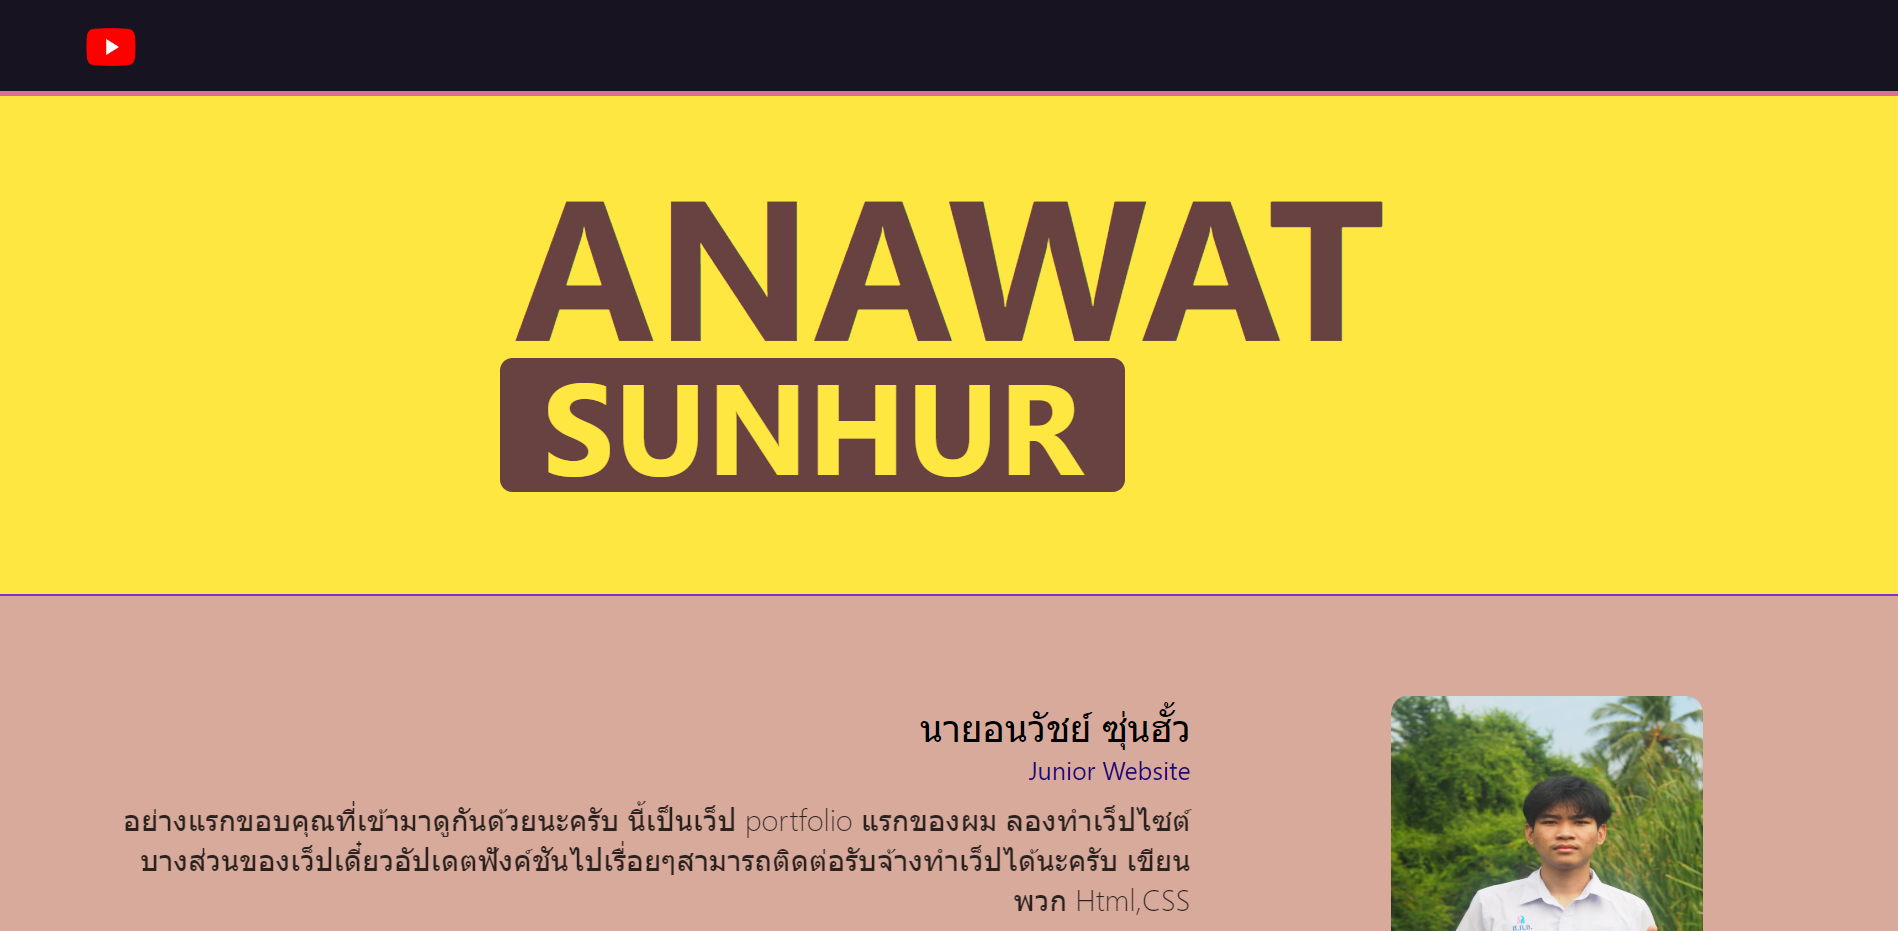 ANAWAT
SUNHUR
นายอนวัชย์ ซุ่นฮั้ว
Junior Website
อย่างแรกขอบคุณที่เข้ามาดูกันด้วยนะครับ นี้เป็นเว็ป portfolio แรกของผม ลองทำเว็ปไซต์
บางส่วนของเว็ปเดี๋ยวอัปเดตฟังค์ชันไปเรื่อยๆสามารถติดต่อรับจ้างทำเว็ปได้นะครับ เขียน
พวก Html,CSS